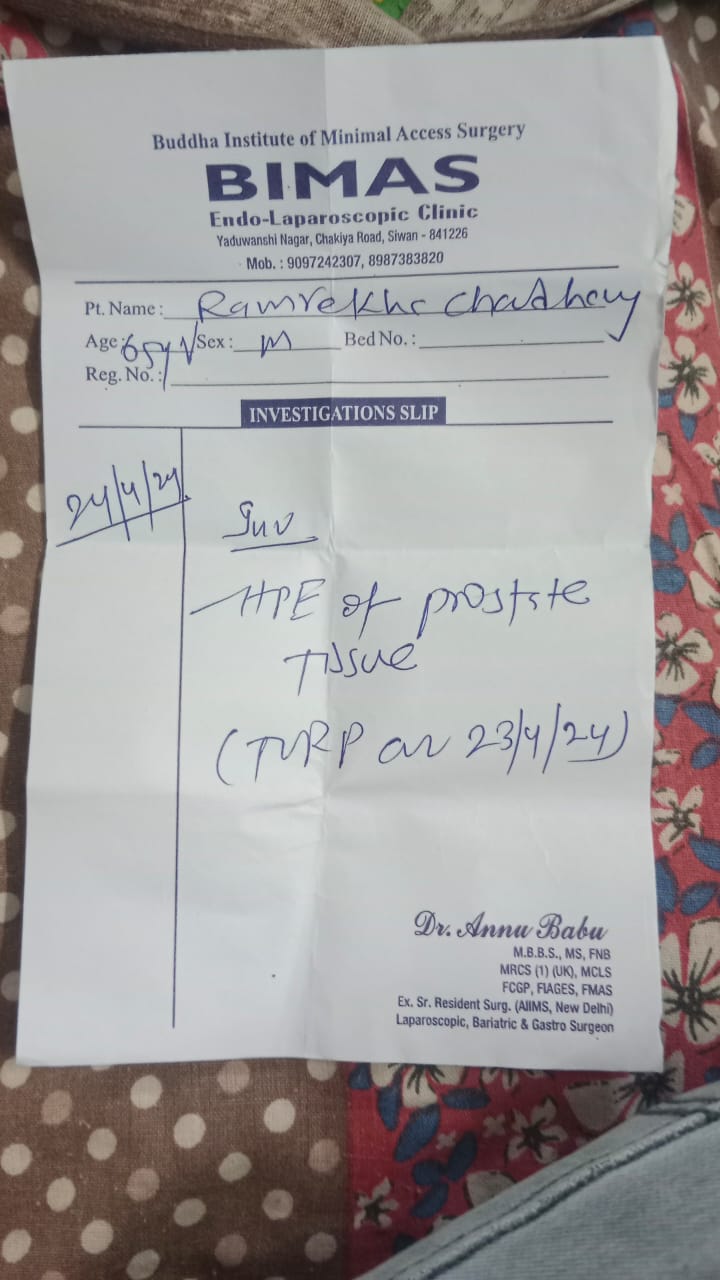 Buddha Institute of Minimal Access Surgery
BIMAS
Endo-Laparoscopic Clinic
Yaduwanshi Nagar, Chakiya Road, Siwan - 841226
Mob. : 9097242307, 8987383820
Pt. Name : Ramrekha Chaudhary
Age : 65y Sex : M Bed No. :
Reg. No. :
INVESTIGATIONS SLIP
24/4/24
Inv
HPE of prostate
Tissue
(TURP on 23/4/24)
Dr. Annu Babu
M.B.B.S., MS, FNB
MRCS (1) (UK), MCLS
FCGP, FIAGES, FMAS
Ex. Sr. Resident Surg. (AIIMS, New Delhi)
Laparoscopic, Bariatric & Gastro Surgeon